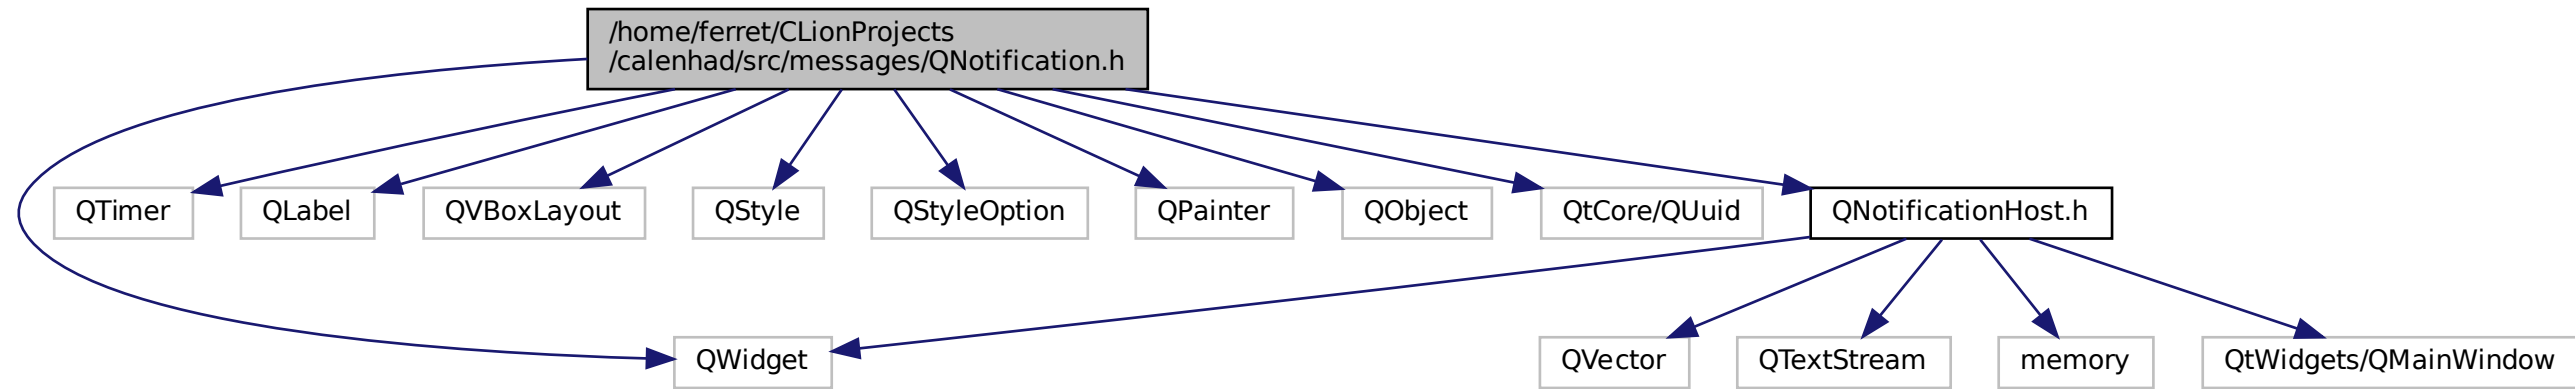 /home/ferret/CLionProjects
/calenhad/src/messages/QNotification.h
QTimer
QLabel
QVBoxLayout
QStyle
QStyleOption
QPainter
QObject
QtCore/QUuid
QNotificationHost.h
QWidget
QVector
QTextStream
memory
QtWidgets/QMainWindow